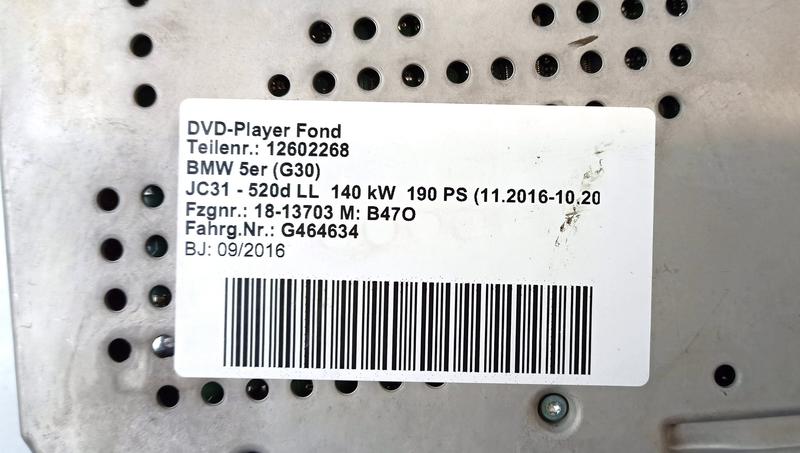 DVD-Player Fond
Teilenr.: 12602268
BMW 5er (G30)
JC31 - 520d LL 140 kW 190 PS (11.2016-10.20
Fzgnr.: 18-13703 M: B47O
Fahrg.Nr.: G464634
BJ: 09/2016